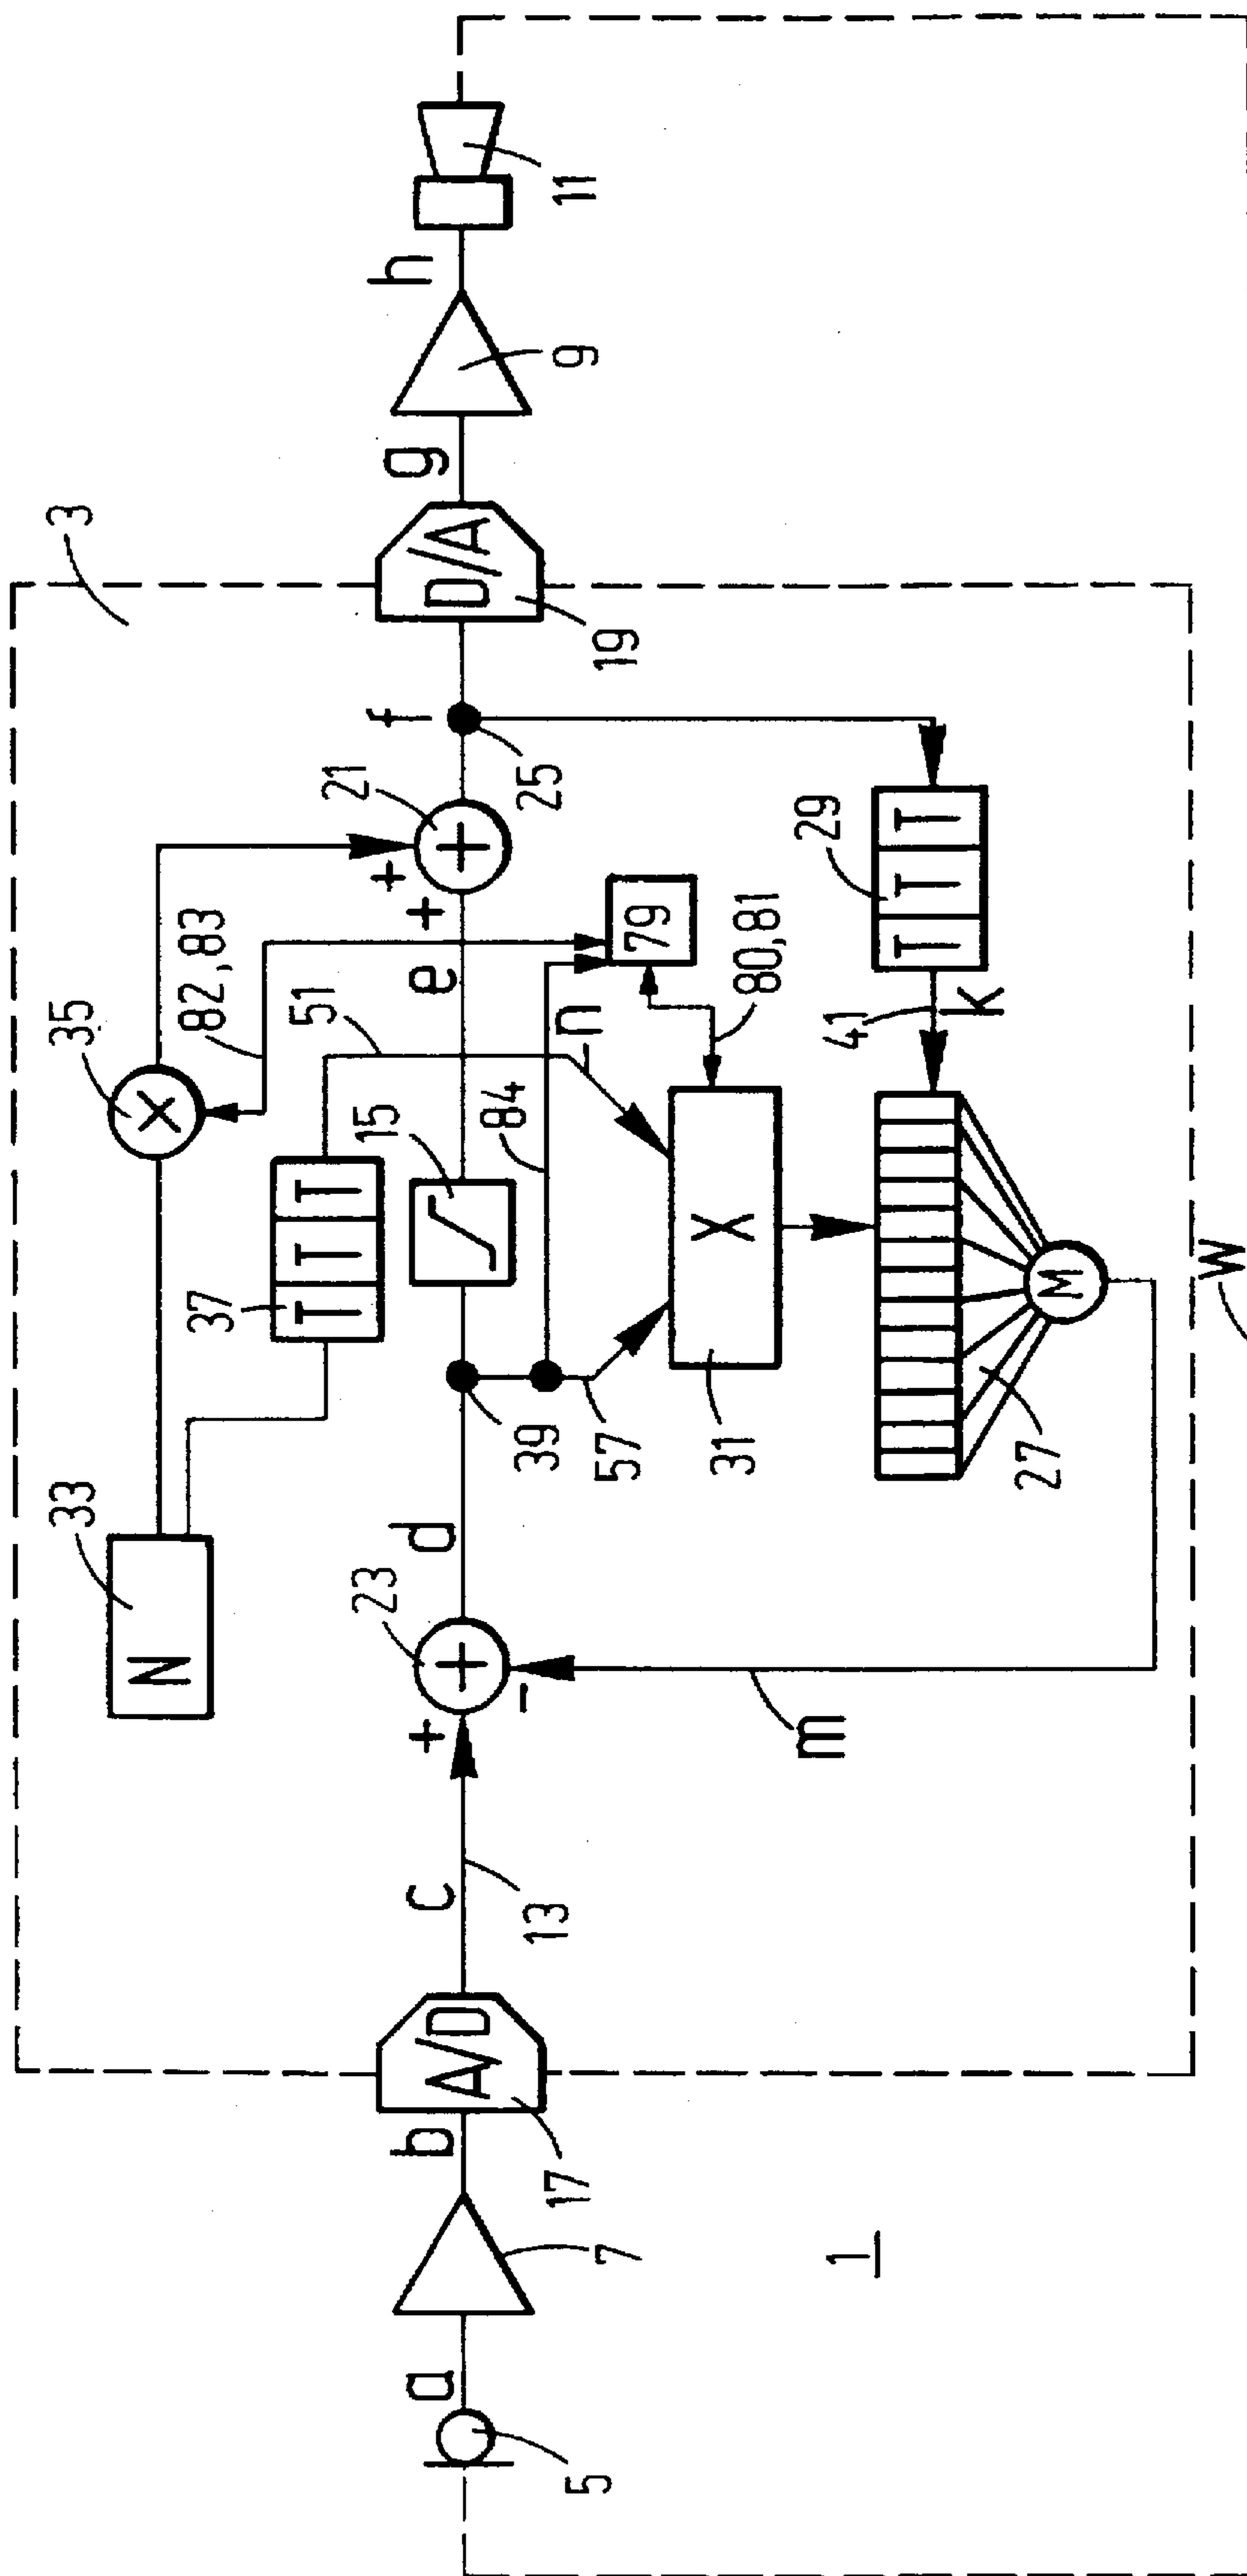 3
33
N
35
X
82, 83
37
T T T
51
21
+
+
+
a
b
A/D
c
+
23
+
-
d
15
e
f
D/A
g
h
5
7
17
13
39
84
n
79
25
19
9
11
57
31
X
80, 81
29
T T T
41
k
m
27
M
1
W